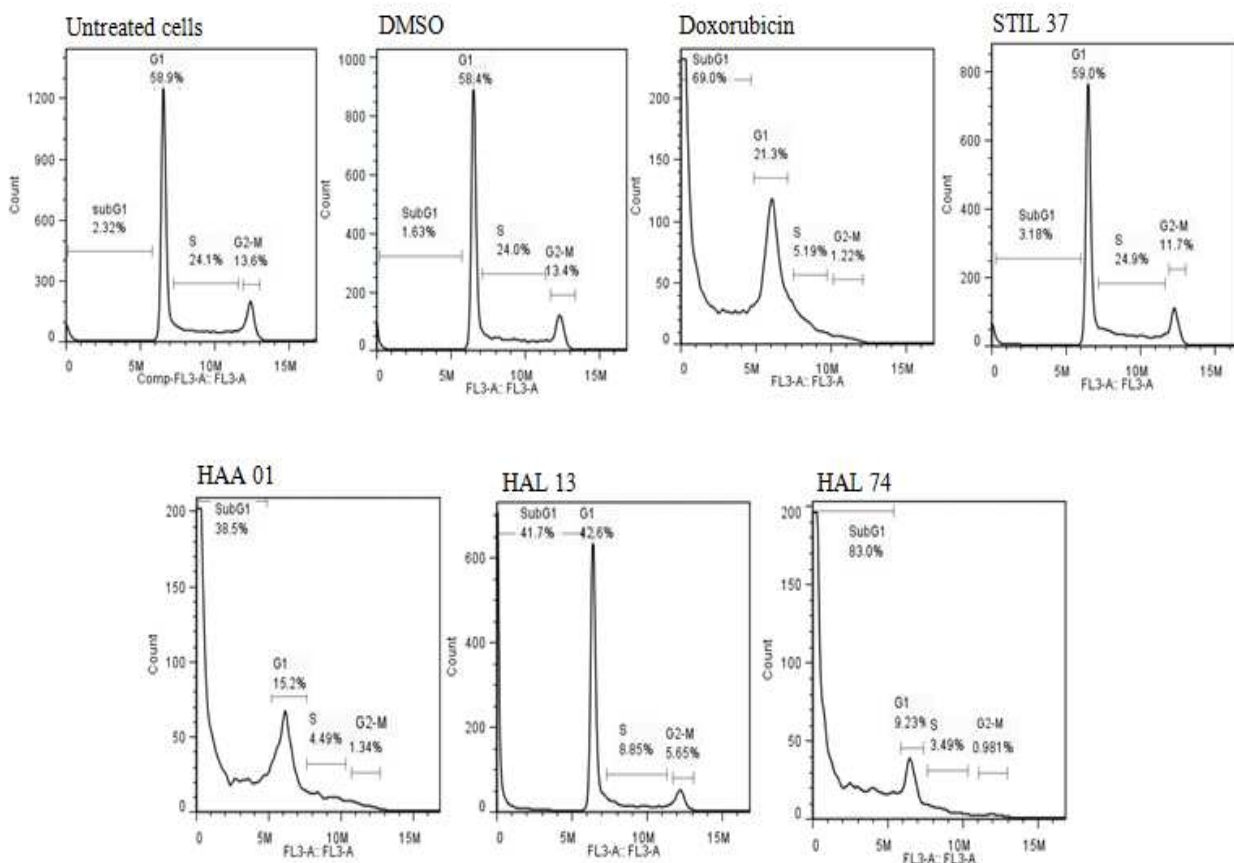 Untreated cells
G1
58.9%
subG1
2.32%
S
24.1%
G2-M
13.6%
Count
1200
900
600
300
0
0
5M
10M
15M
Comp-FL3-A:: FL3-A
DMSO
G1
58.4%
SubG1
1.63%
S
24.0%
G2-M
13.4%
Count
1000
800
600
400
200
0
0
5M
10M
15M
FL3-A:: FL3-A
Doxorubicin
SubG1
69.0%
G1
21.3%
S
5.19%
G2-M
1.22%
Count
200
150
100
50
0
0
5M
10M
15M
FL3-A:: FL3-A
STIL 37
G1
59.0%
SubG1
3.18%
S
24.9%
G2-M
11.7%
Count
800
600
400
200
0
0
5M
10M
15M
FL3-A:: FL3-A
HAA 01
SubG1
38.5%
G1
15.2%
S
4.49%
G2-M
1.34%
Count
200
150
100
50
0
0
5M
10M
15M
FL3-A:: FL3-A
HAL 13
SubG1
41.7%
G1
42.6%
S
8.85%
G2-M
5.65%
Count
600
400
200
0
0
5M
10M
15M
FL3-A:: FL3-A
HAL 74
SubG1
83.0%
G1
9.23%
S
3.49%
G2-M
0.981%
Count
200
150
100
50
0
0
5M
10M
15M
FL3-A:: FL3-A